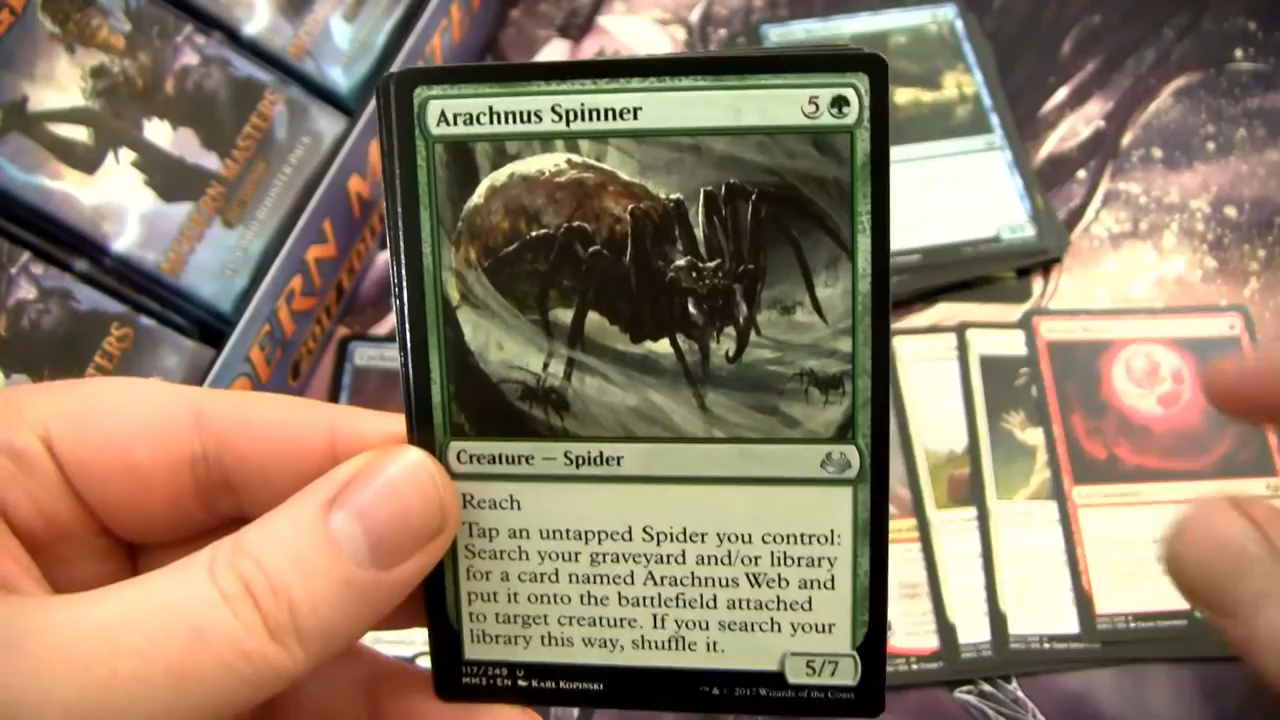 MODERN MASTERS
MASTERS
ERN M
Arachnus Spinner
5
Creature — Spider
Reach
Tap an untapped Spider you control:
Search your graveyard and/or library
for a card named Arachnus Web and
put it onto the battlefield attached
to target creature. If you search your
library this way, shuffle it.
5/7
117/249 U
MM3 • EN Karl Kopinski
™ & © 2017 Wizards of the Coast